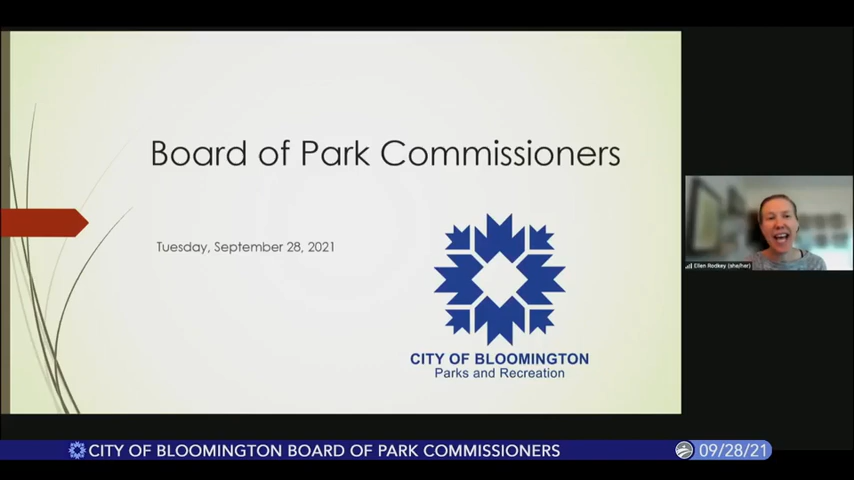 Board of Park Commissioners
Tuesday, September 28, 2021
CITY OF BLOOMINGTON
Parks and Recreation
Ellen Rodkey (she/her)
CITY OF BLOOMINGTON BOARD OF PARK COMMISSIONERS
09/28/21